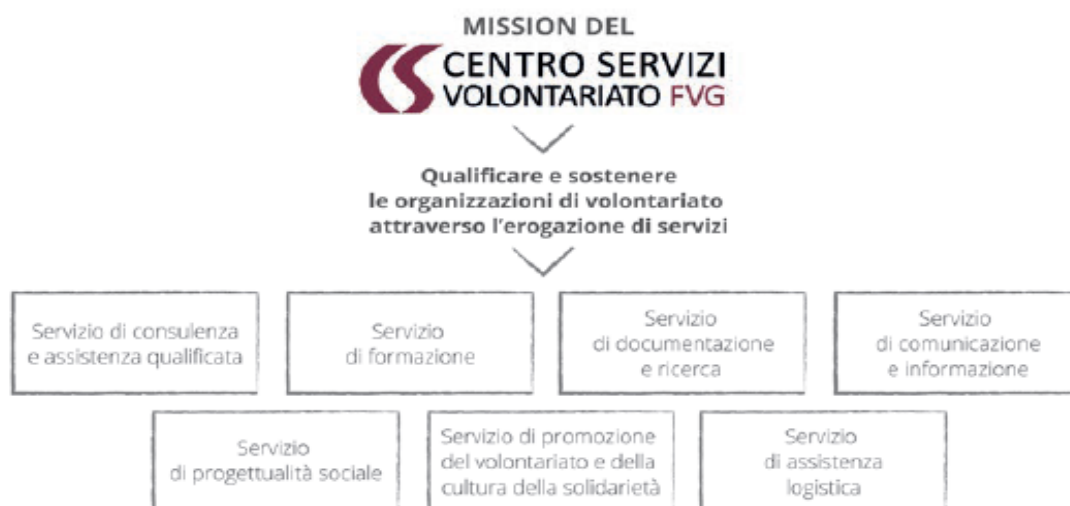 MISSION DEL
CENTRO SERVIZI
VOLONTARIATO FVG
Qualificare e sostenere
le organizzazioni di volontariato
attraverso l'erogazione di servizi
Servizio di consulenza
e assistenza qualificata
Servizio
di formazione
Servizio
di documentazione
e ricerca
Servizio
di comunicazione
e informazione
Servizio
di progettualità sociale
Servizio di promozione
del volontariato e della
cultura della solidarietà
Servizio
di assistenza
logistica